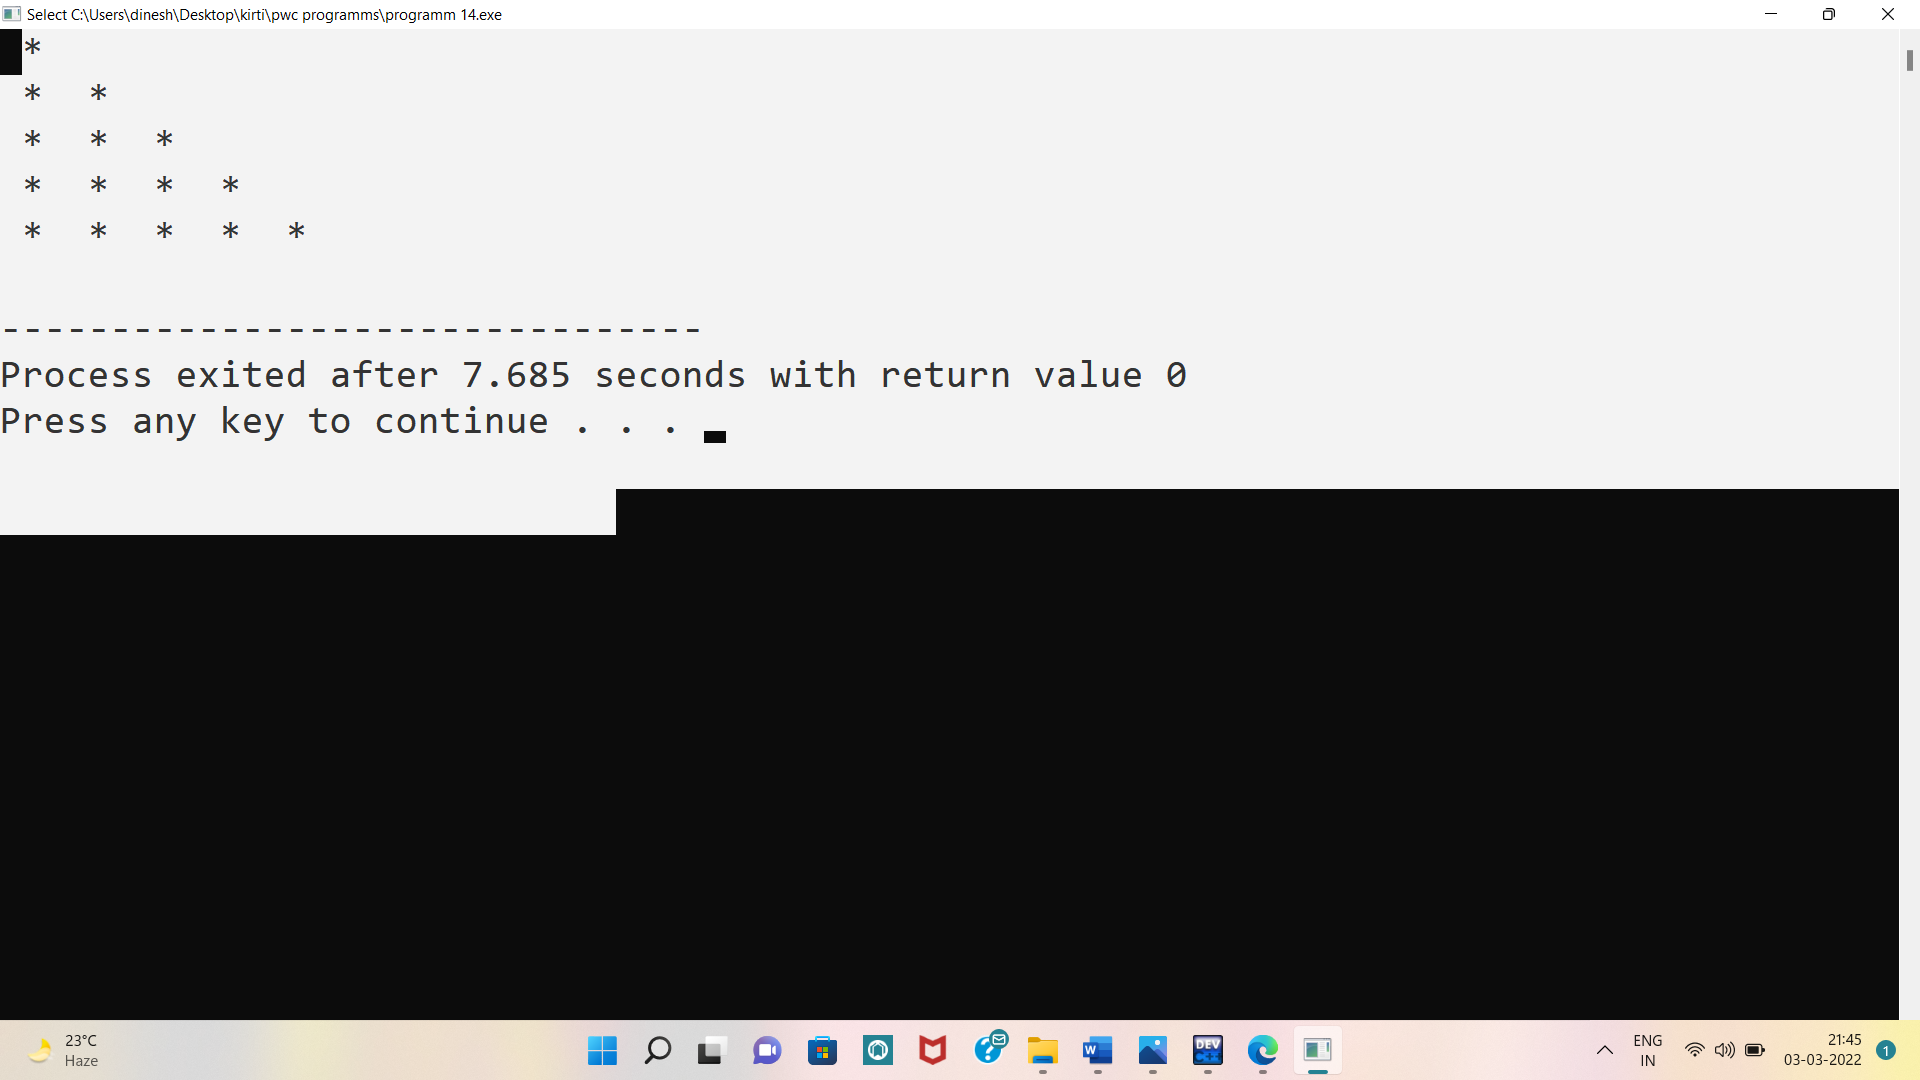 Select C:\Users\dinesh\Desktop\kirti\pwc programms\programm 14.exe
*
* *
* * *
* * * *
* * * * *
--------------------------------
Process exited after 7.685 seconds with return value 0
Press any key to continue . . .
23°C
Haze
W
DEV
C++
ENG
IN
21:45
03-03-2022
1